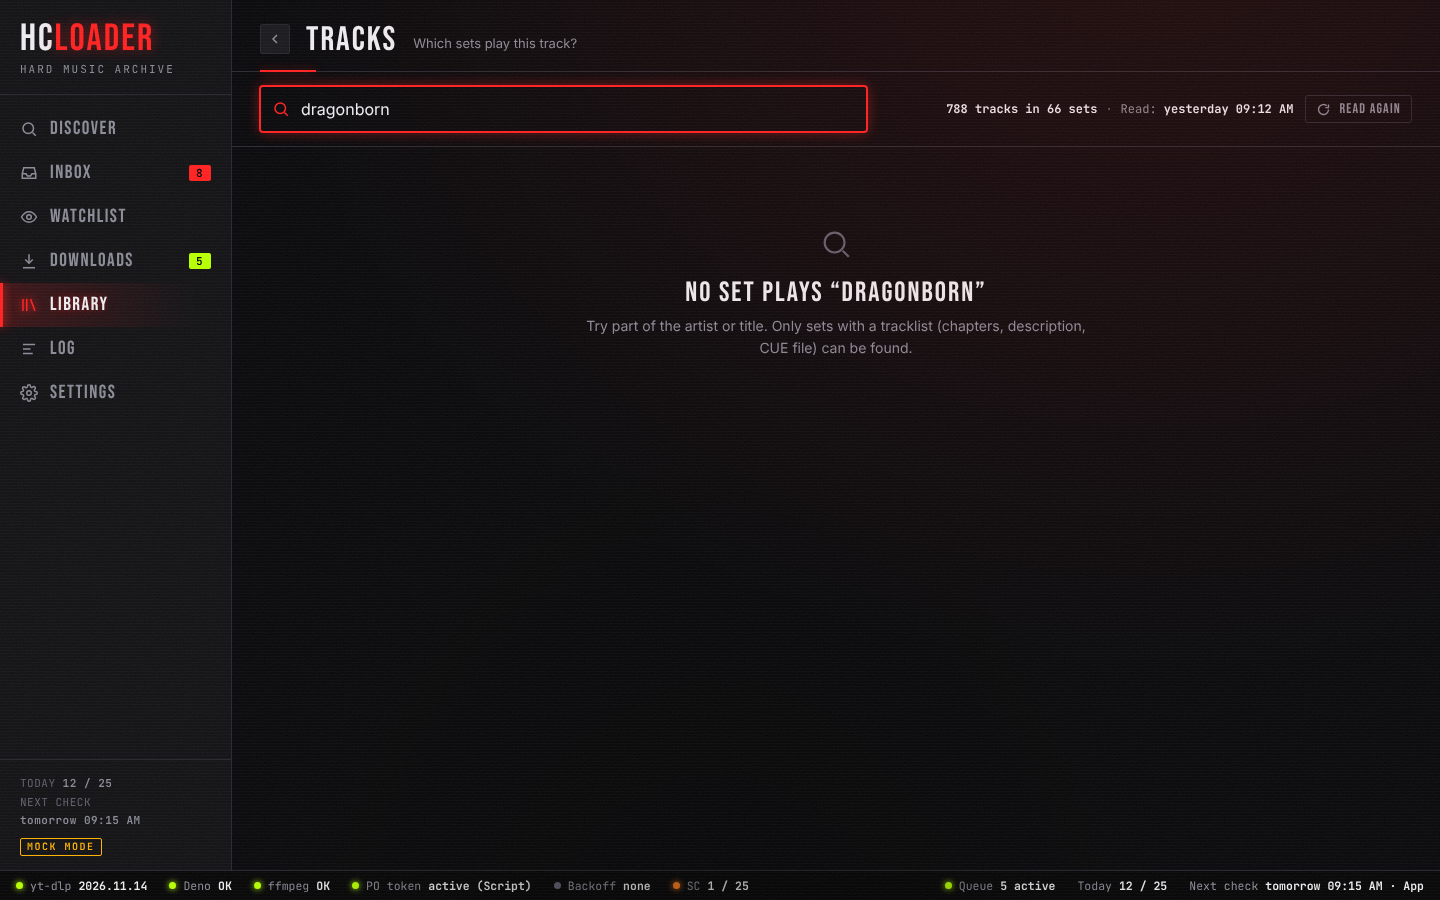 HCLOADER
HARD MUSIC ARCHIVE
DISCOVER
INBOX 8
WATCHLIST
DOWNLOADS 5
LIBRARY
LOG
SETTINGS
TODAY 12 / 25
NEXT CHECK
tomorrow 09:15 AM
MOCK MODE
TRACKS Which sets play this track?
dragonborn
788 tracks in 66 sets · Read: yesterday 09:12 AM READ AGAIN
NO SET PLAYS “DRAGONBORN”
Try part of the artist or title. Only sets with a tracklist (chapters, description,
CUE file) can be found.
yt-dlp 2026.11.14 Deno OK ffmpeg OK PO token active (Script) Backoff none SC 1 / 25 Queue 5 active Today 12 / 25 Next check tomorrow 09:15 AM · App